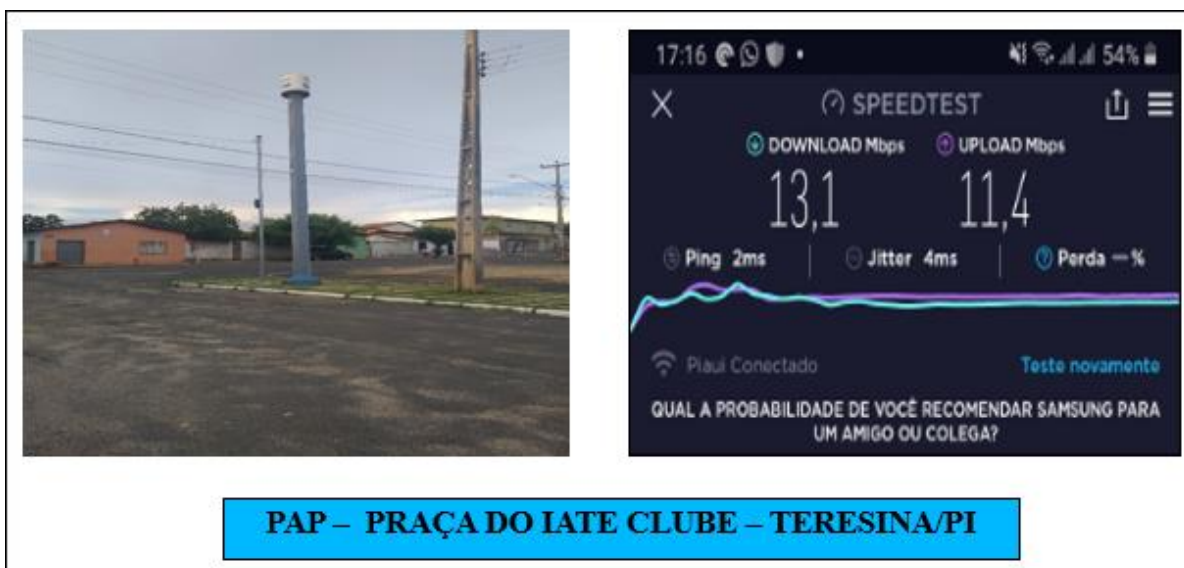 17:16 54%
SPEEDTEST
DOWNLOAD Mbps UPLOAD Mbps
13,1 11,4
Ping 2ms Jitter 4ms Perda —%
Piauí Conectado Teste novamente
QUAL A PROBABILIDADE DE VOCÊ RECOMENDAR SAMSUNG PARA
UM AMIGO OU COLEGA?
PAP – PRAÇA DO IATE CLUBE – TERESINA/PI